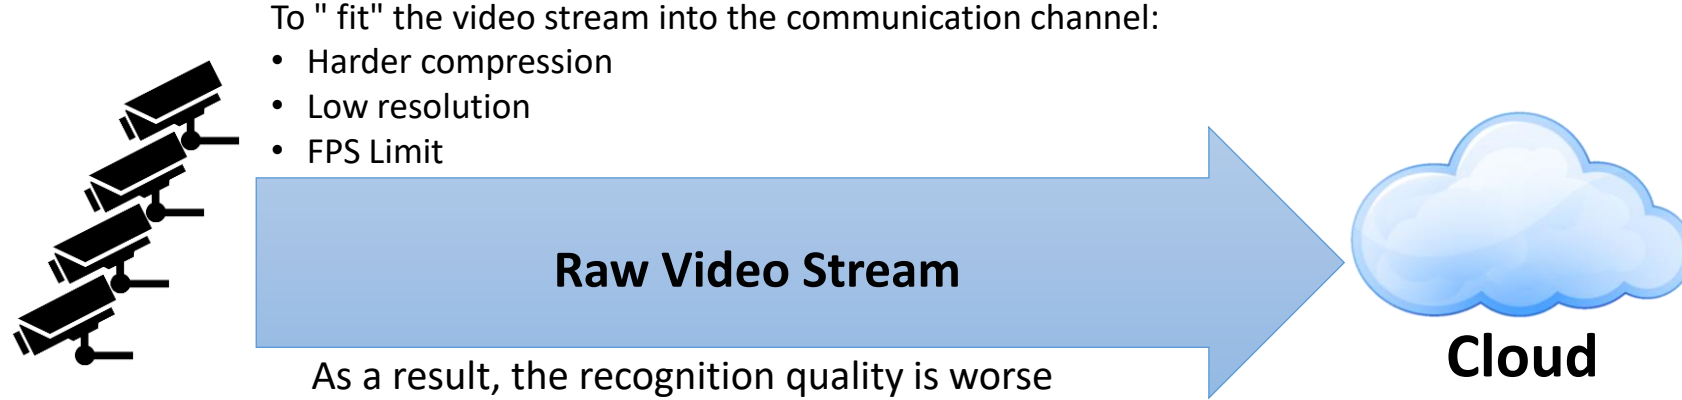 To " fit" the video stream into the communication channel:
• Harder compression
• Low resolution
• FPS Limit
Raw Video Stream
As a result, the recognition quality is worse
Cloud